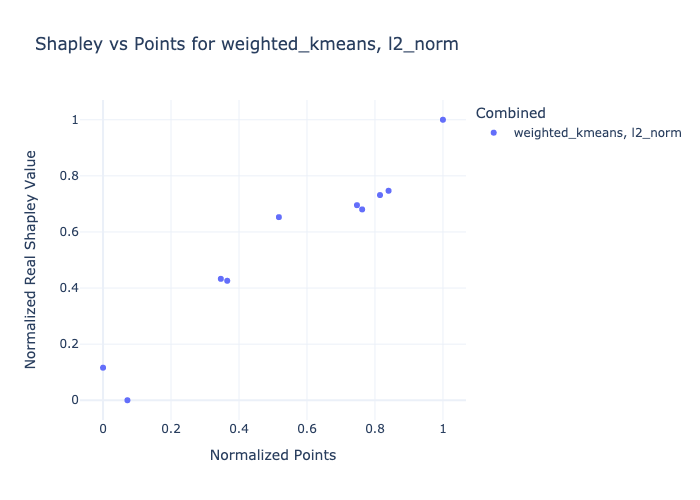 Shapley vs Points for weighted_kmeans, l2_norm
Combined
weighted_kmeans, l2_norm
Normalized Real Shapley Value
1
0.8
0.6
0.4
0.2
0
0 0.2 0.4 0.6 0.8 1
Normalized Points